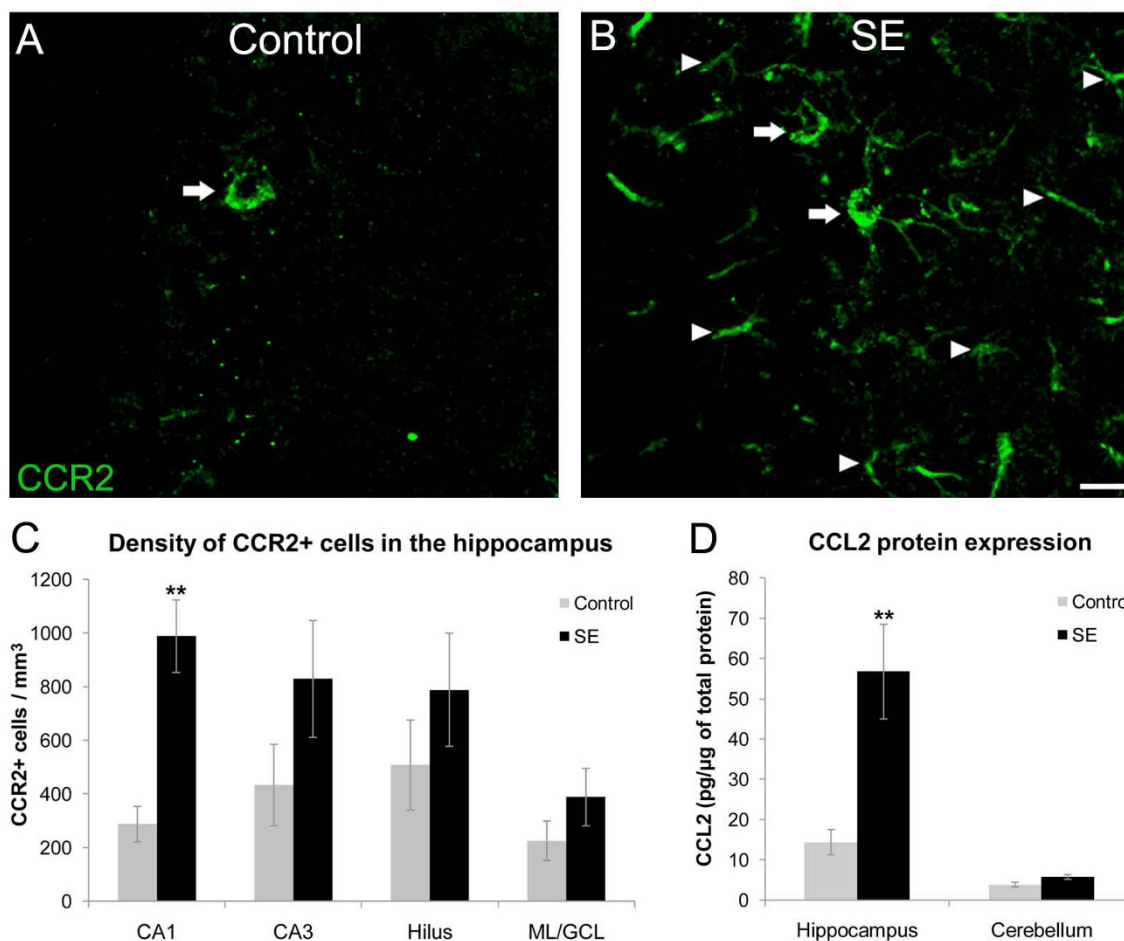 A Control
B SE
CCR2
C Density of CCR2+ cells in the hippocampus
1200
1000
800
600
400
200
0
CCR2+ cells / mm³
**
Control
SE
CA1 CA3 Hilus ML/GCL
D CCL2 protein expression
80
70
60
50
40
30
20
10
0
CCL2 (pg/µg of total protein)
**
Contro
SE
Hippocampus Cerebellum